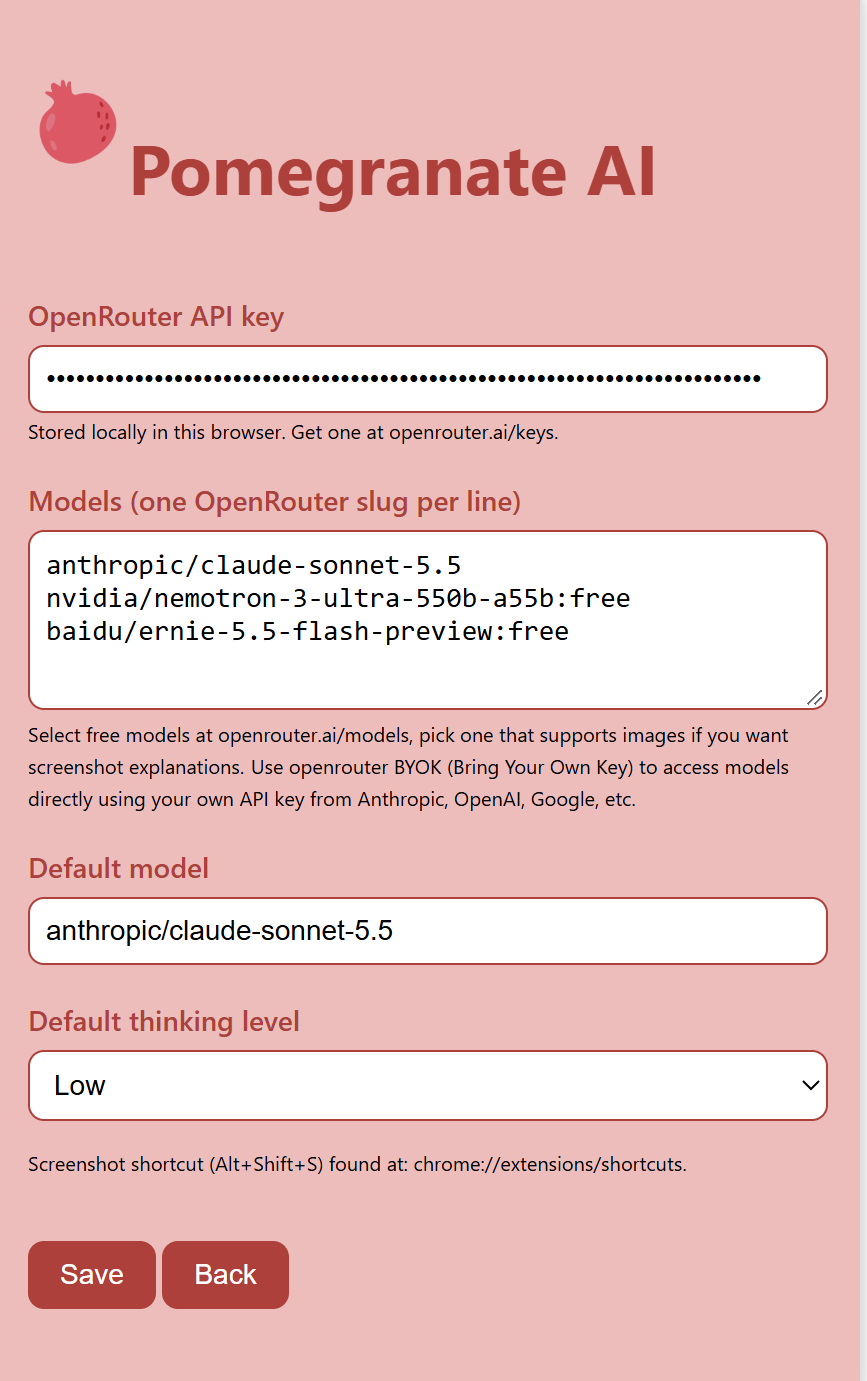 Pomegranate AI
OpenRouter API key
••••••••••••••••••••••••••••••••••••••••••••••••••••••••••••••••••••••••
Stored locally in this browser. Get one at openrouter.ai/keys.
Models (one OpenRouter slug per line)
anthropic/claude-sonnet-5.5
nvidia/nemotron-3-ultra-550b-a55b:free
baidu/ernie-5.5-flash-preview:free
Select free models at openrouter.ai/models, pick one that supports images if you want
screenshot explanations. Use openrouter BYOK (Bring Your Own Key) to access models
directly using your own API key from Anthropic, OpenAI, Google, etc.
Default model
anthropic/claude-sonnet-5.5
Default thinking level
Low
Screenshot shortcut (Alt+Shift+S) found at: chrome://extensions/shortcuts.
Save Back